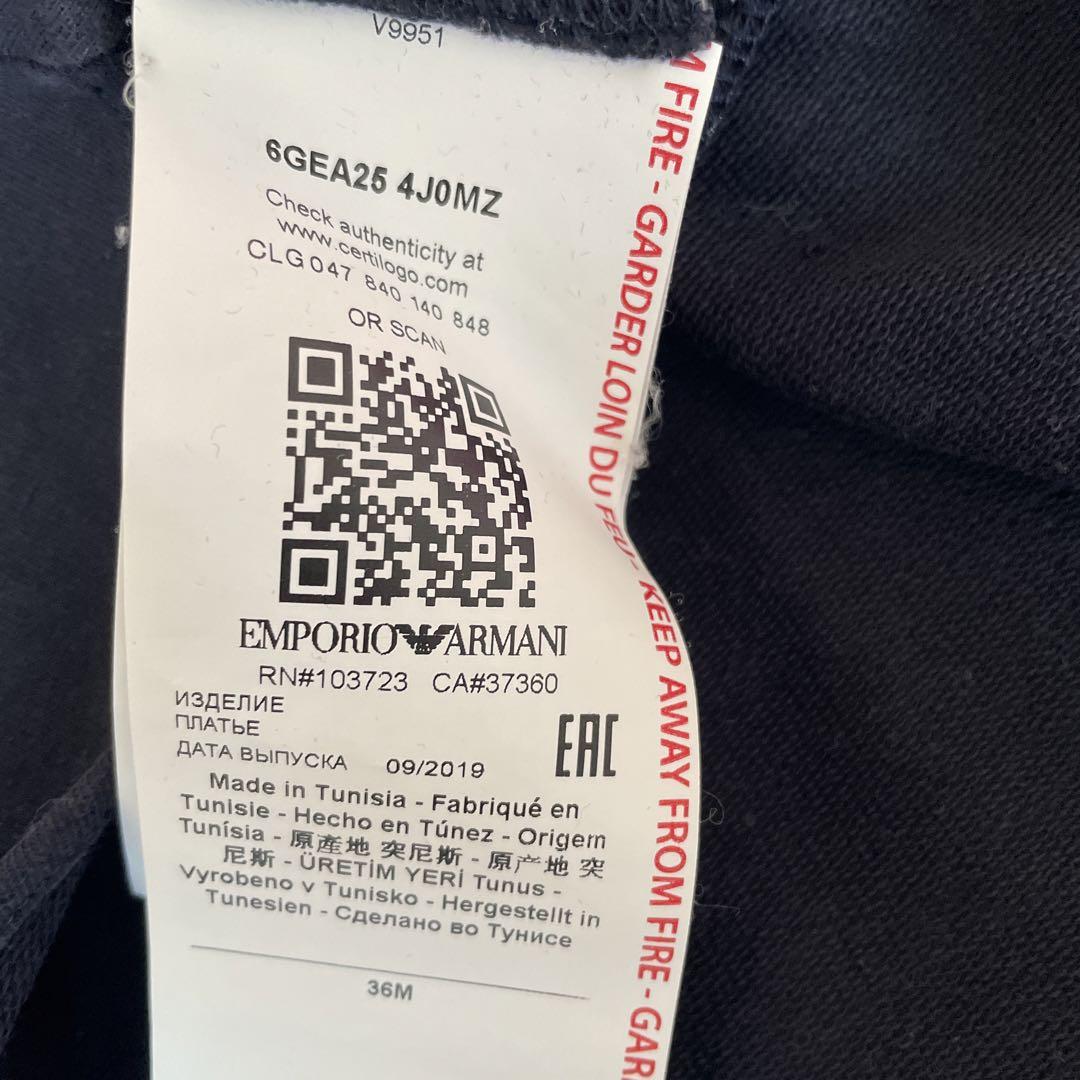 V9951
6GEA25 4J0MZ
Check authenticity at
www.certilogo.com
CLG 047 840 140 848
OR SCAN
EMPORIO ARMANI
RN#103723 CA#37360
ИЗДЕЛИЕ
ПЛАТЬЕ
ДАТА ВЫПУСКА 09/2019
EAC
Made in Tunisia - Fabriqué en
Tunisie - Hecho en Túnez - Origem
Tunísia - 原產地 突尼斯 - 原产地 突
尼斯 - ÜRETİM YERİ Tunus -
Vyrobeno v Tunisko - Hergestellt in
Tunesien - Сделано во Тунисе
36M
M FIRE - GARDER LOIN DU FEU - KEEP AWAY FROM FIRE - GAR